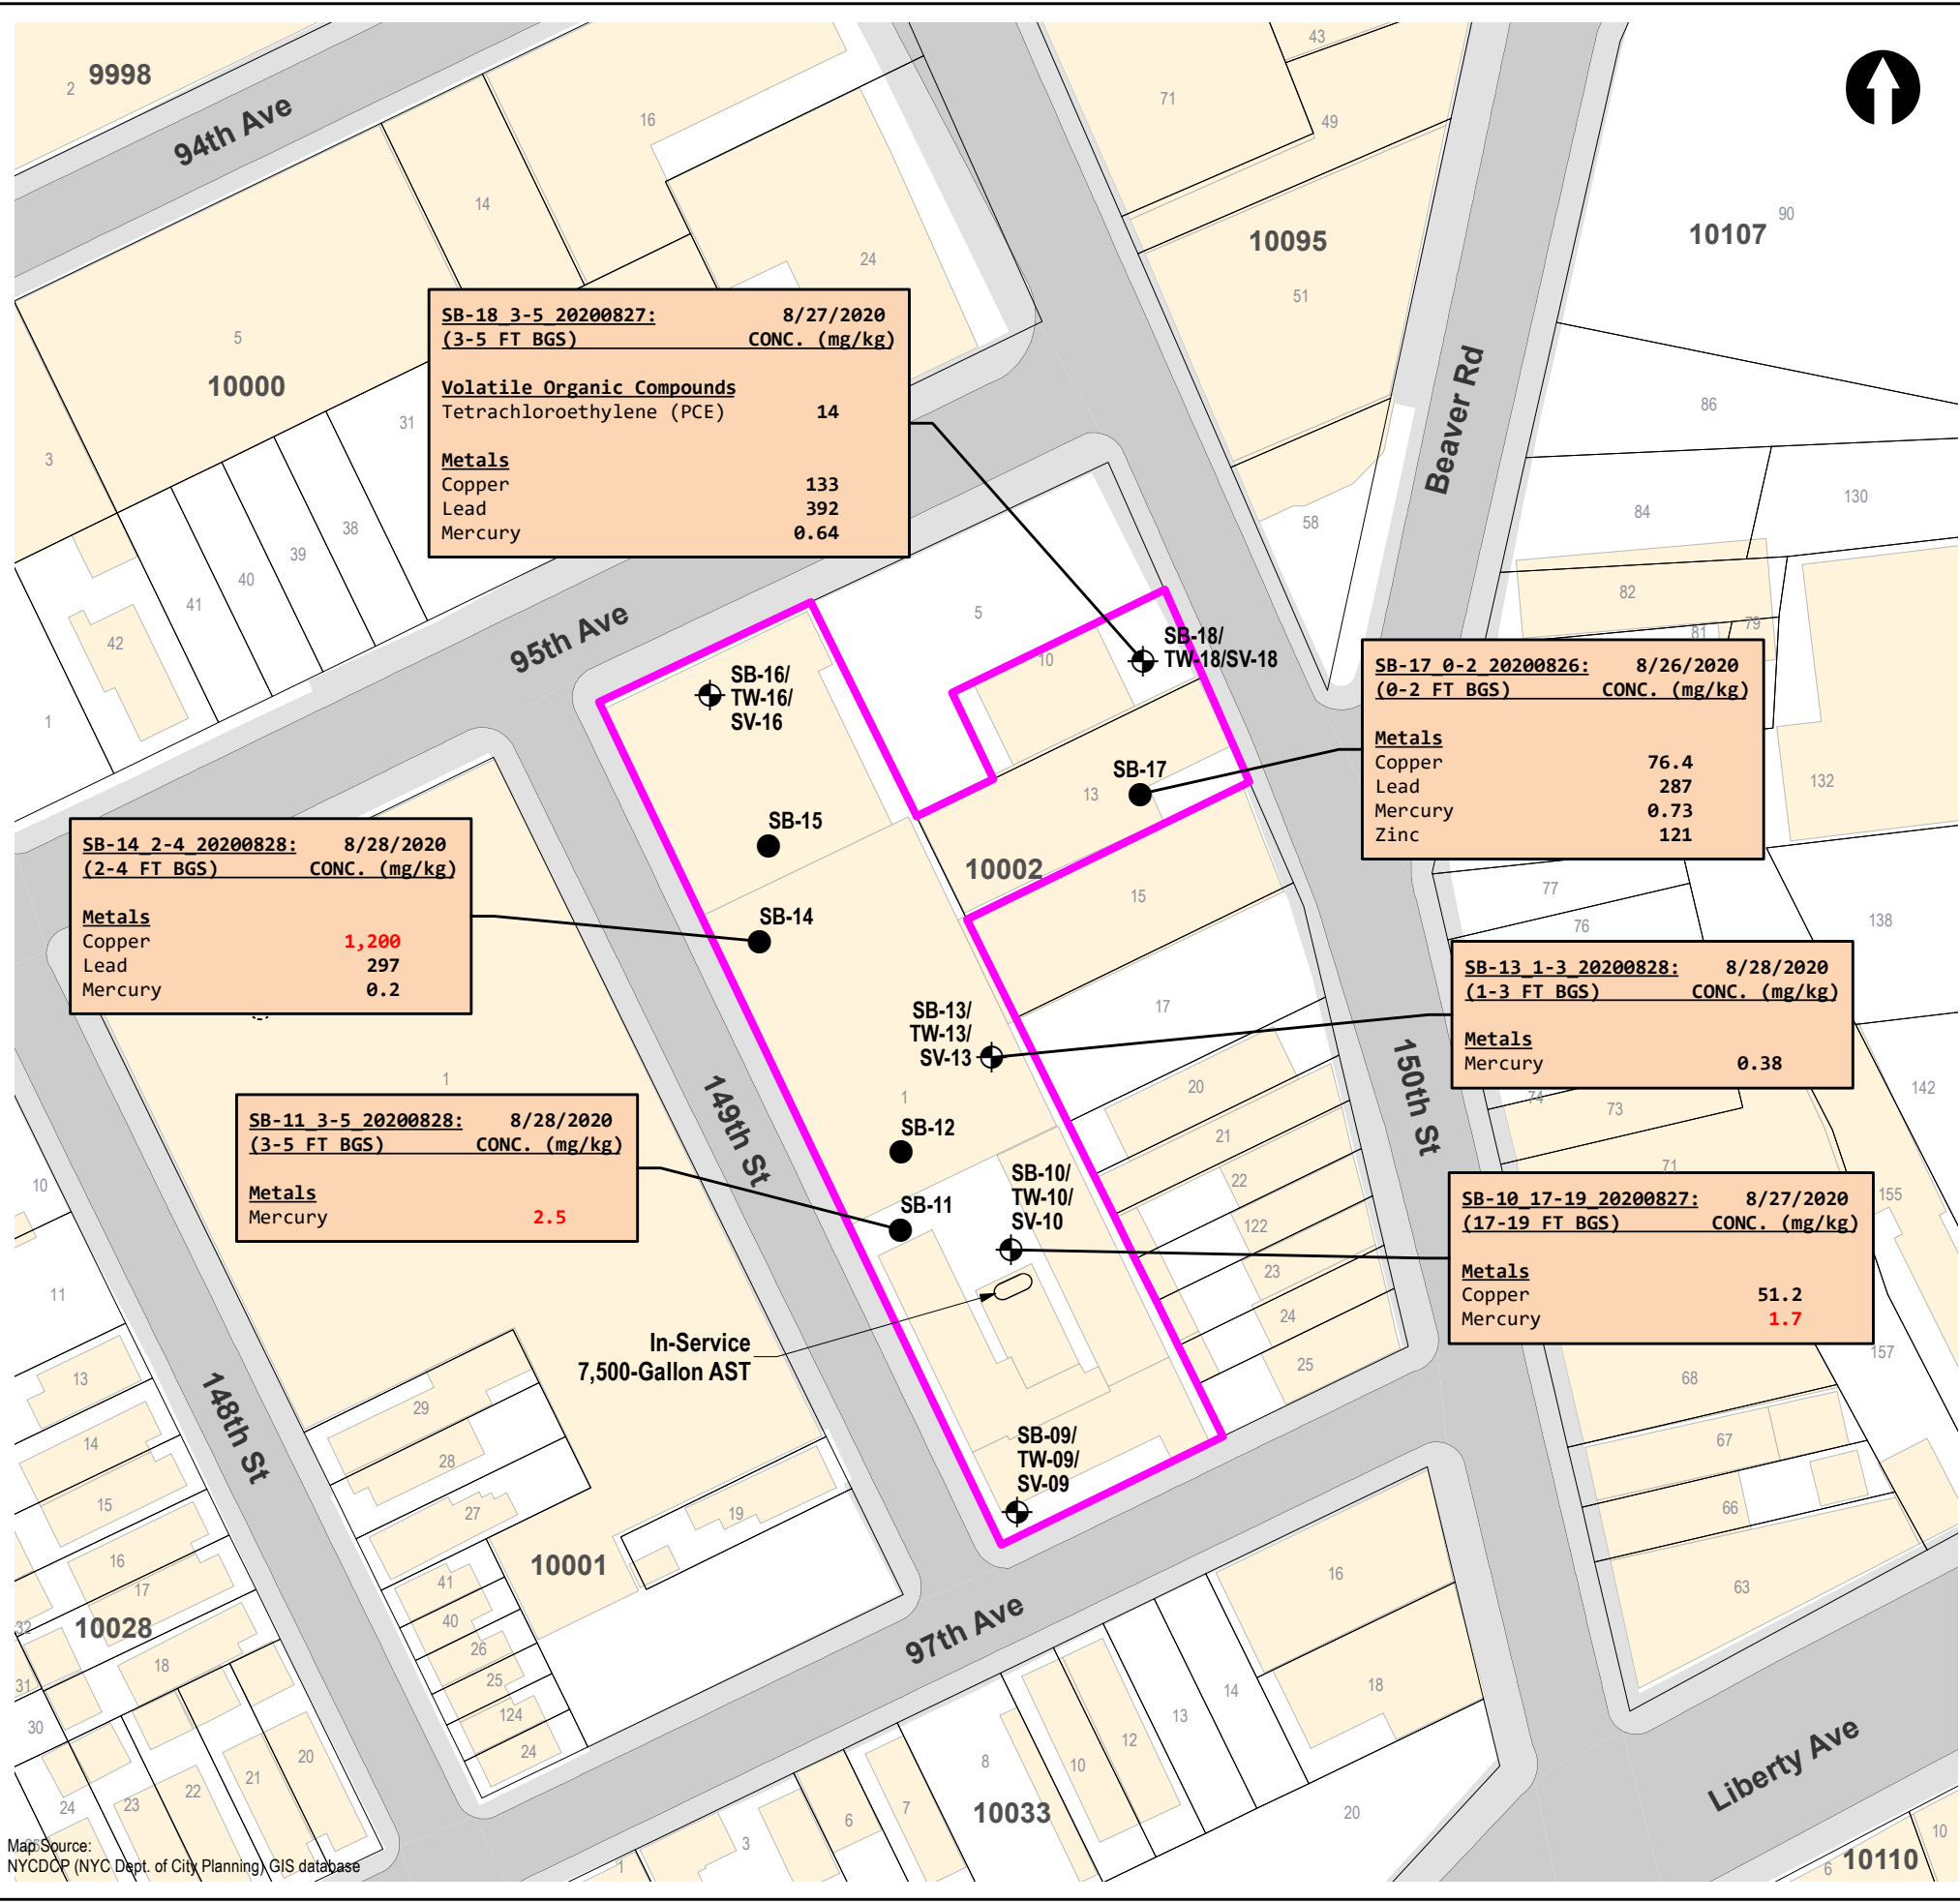 9998
2
94th Ave
16
14
24
5
10000
3
31
38
39
40
41
42
1
43
71
49
10095
51
58
10107
90
86
84
130
82
81
79
132
Beaver Rd
SB-18_3-5_20200827: 8/27/2020
(3-5 FT BGS) CONC. (mg/kg)
Volatile Organic Compounds
Tetrachloroethylene (PCE) 14
Metals
Copper 133
Lead 392
Mercury 0.64
95th Ave
5
10
SB-18/
TW-18/SV-18
SB-16/
TW-16/
SV-16
SB-17_0-2_20200826: 8/26/2020
(0-2 FT BGS) CONC. (mg/kg)
Metals
Copper 76.4
Lead 287
Mercury 0.73
Zinc 121
SB-17
13
SB-15
10002
15
SB-14_2-4_20200828: 8/28/2020
(2-4 FT BGS) CONC. (mg/kg)
Metals
Copper 1,200
Lead 297
Mercury 0.2
SB-14
77
76
138
SB-13_1-3_20200828: 8/28/2020
(1-3 FT BGS) CONC. (mg/kg)
Metals
Mercury 0.38
SB-13/
TW-13/
SV-13
17
150th St
149th St
1
1
20
21
22
122
23
24
25
74
73
142
71
155
157
SB-11_3-5_20200828: 8/28/2020
(3-5 FT BGS) CONC. (mg/kg)
Metals
Mercury 2.5
SB-12
SB-11
SB-10/
TW-10/
SV-10
SB-10_17-19_20200827: 8/27/2020
(17-19 FT BGS) CONC. (mg/kg)
Metals
Copper 51.2
Mercury 1.7
In-Service
7,500-Gallon AST
SB-09/
TW-09/
SV-09
68
67
66
63
10
11
13
14
15
16
17
32
10028
18
31
30
24
23
22
21
20
148th St
29
28
27
19
10001
41
40
26
25
124
24
97th Ave
16
18
14
13
12
10
8
7
6
3
1
10033
20
Liberty Ave
10
6
10110
Map Source:
NYCDCP (NYC Dept. of City Planning) GIS database